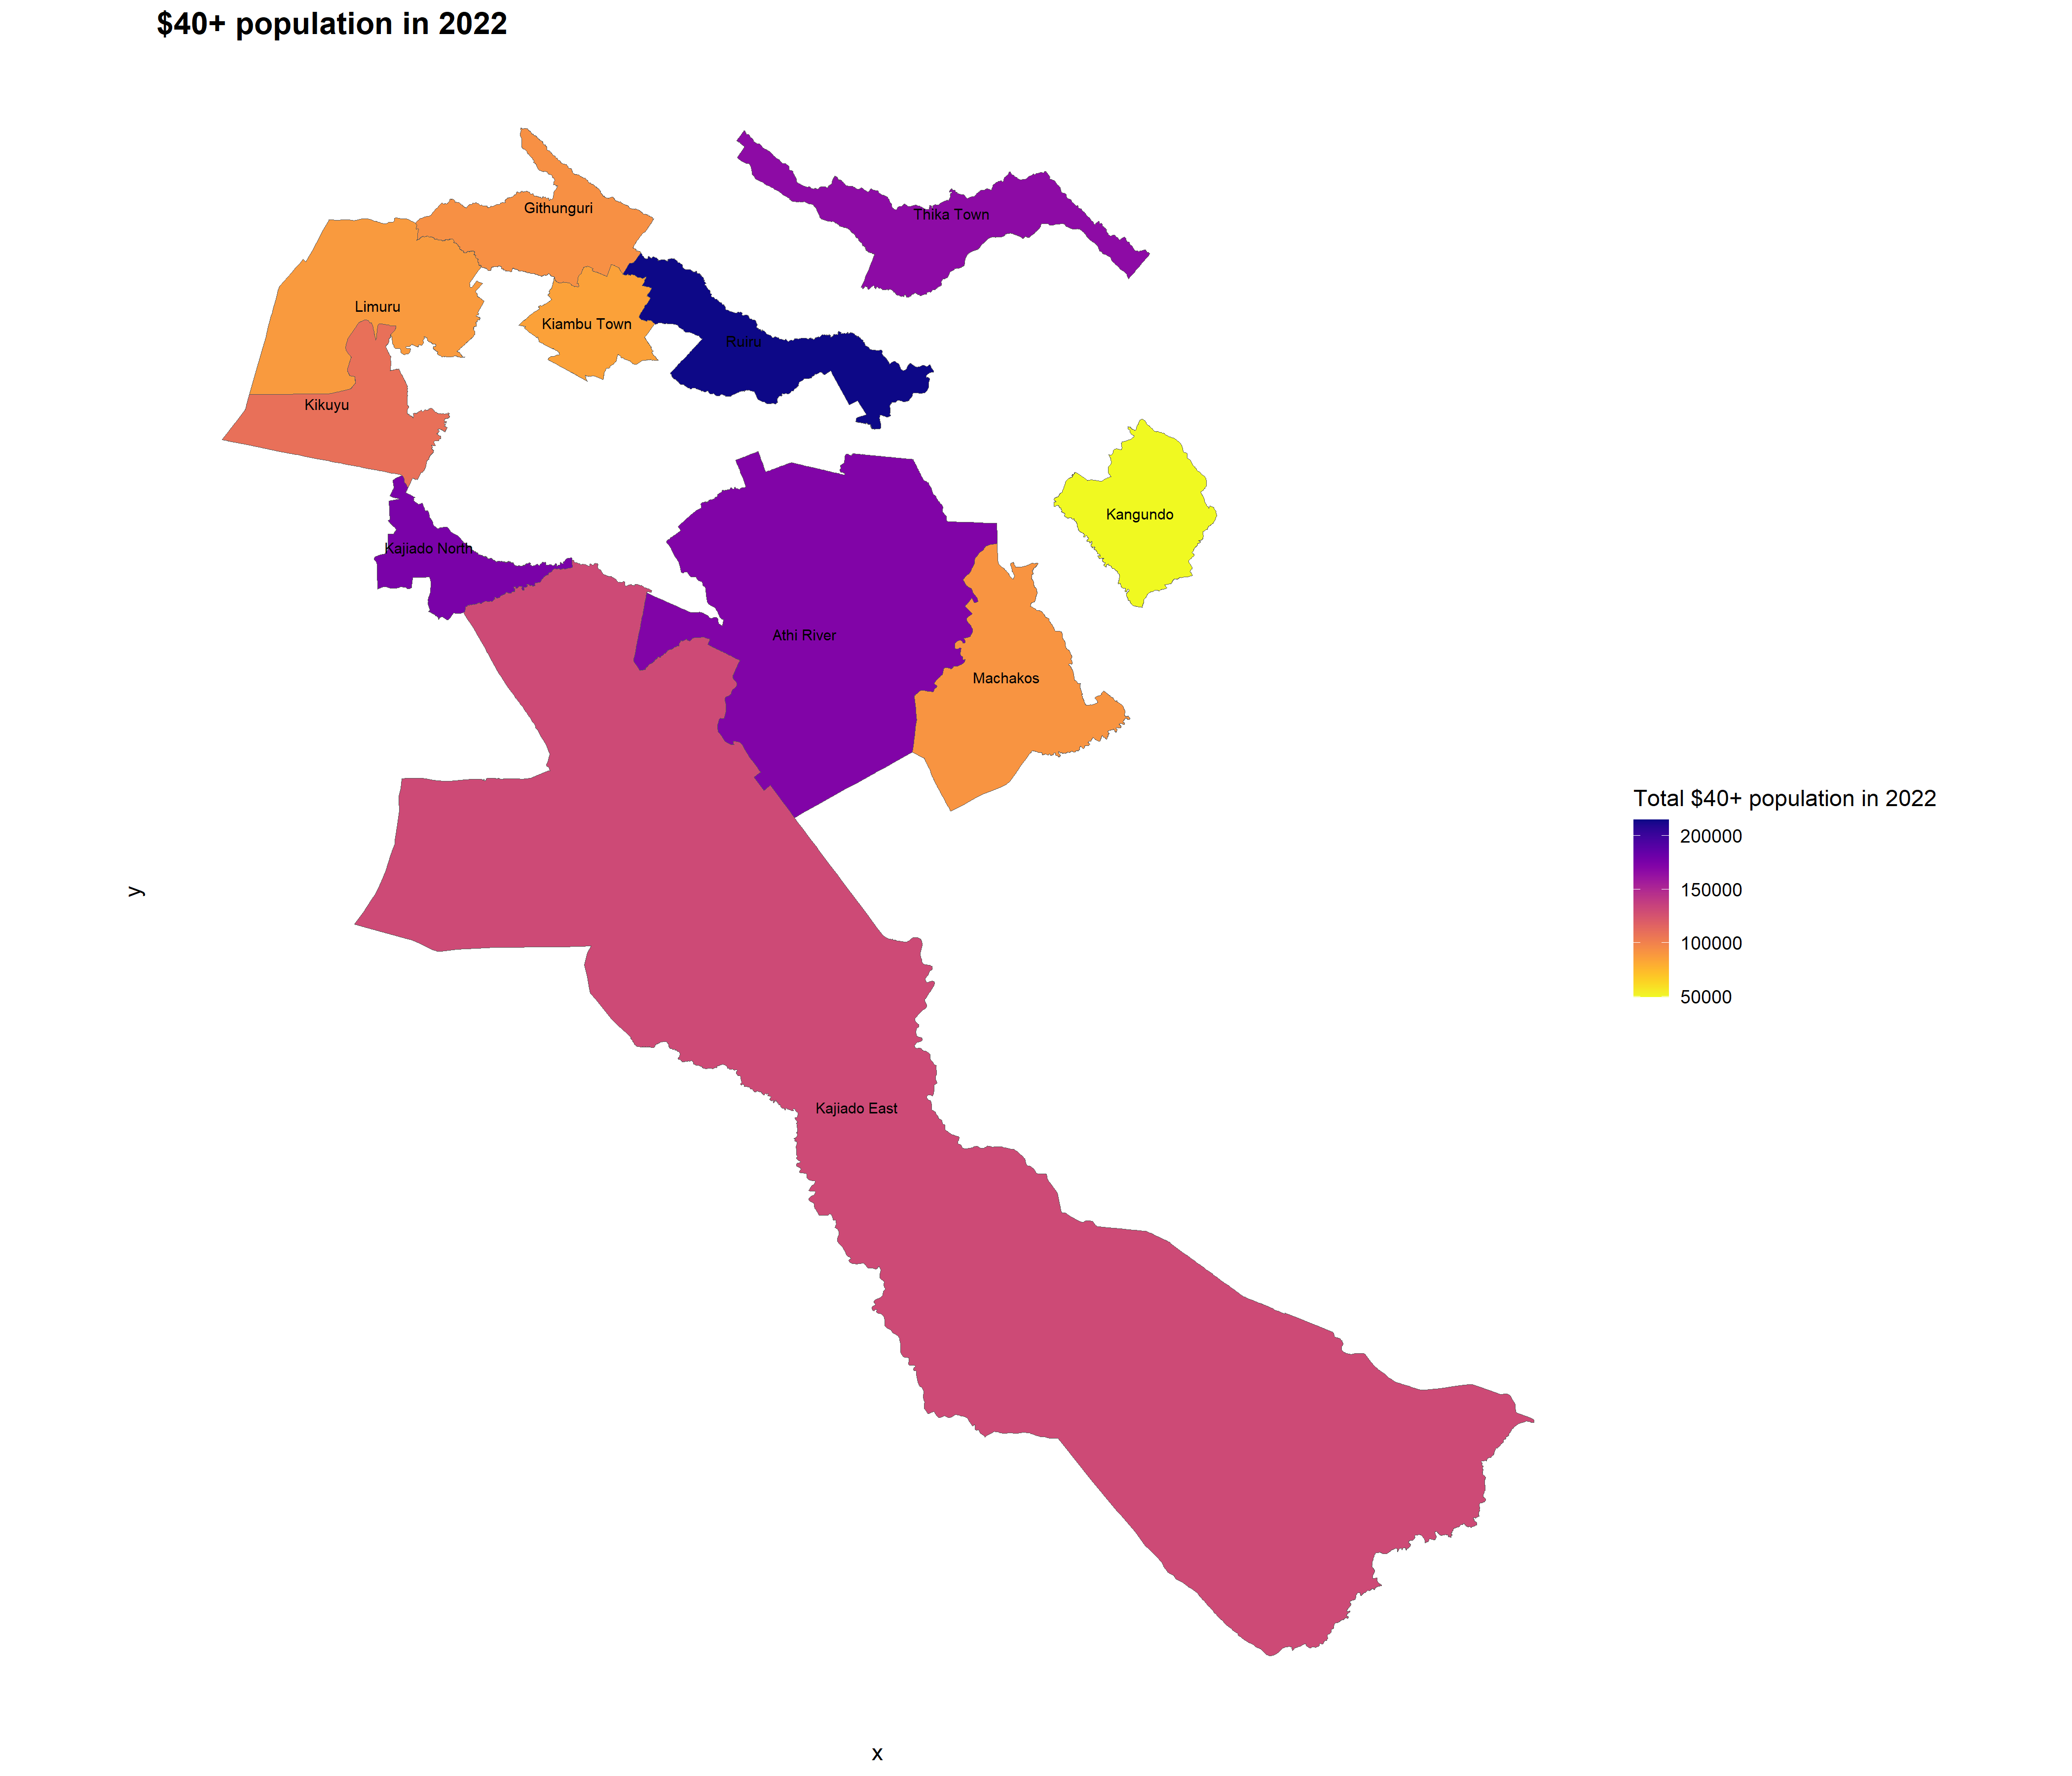 $40+ population in 2022
Githunguri
Thika Town
Limuru
Kiambu Town
Ruiru
Kikuyu
Kangundo
Kajiado North
Athi River
Machakos
Total $40+ population in 2022
200000
150000
100000
50000
y
Kajiado East
x